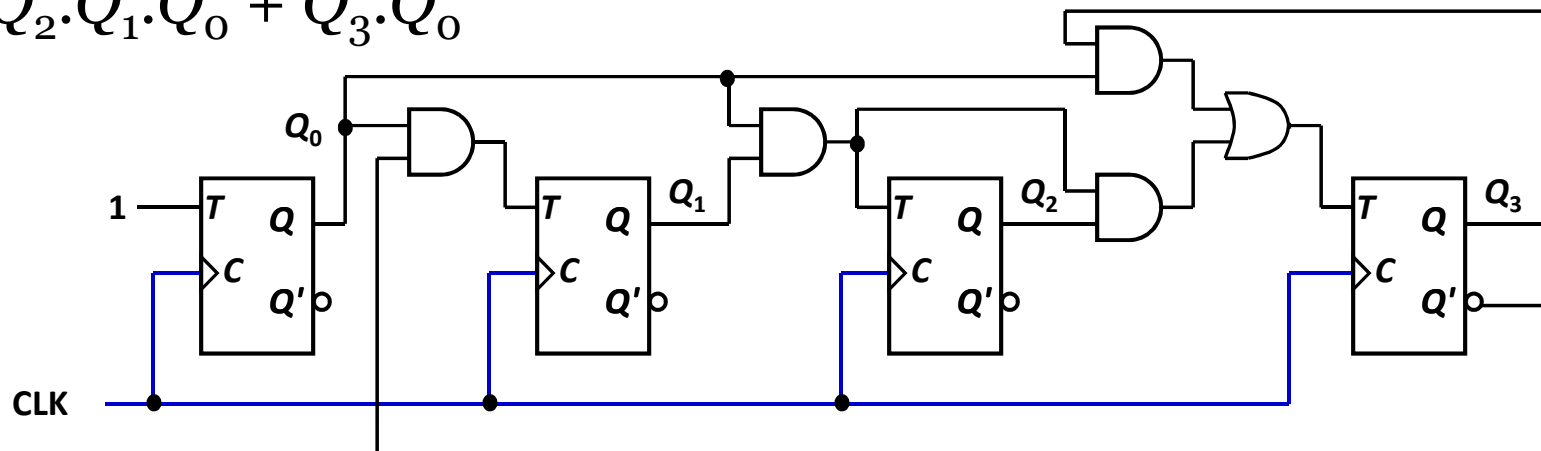 Q₂.Q₁.Q₀ + Q₃.Q₀
Q₀
Q₁
Q₂
Q₃
1
T Q
C
Q'
T Q
C
Q'
T Q
C
Q'
T Q
C
Q'
CLK